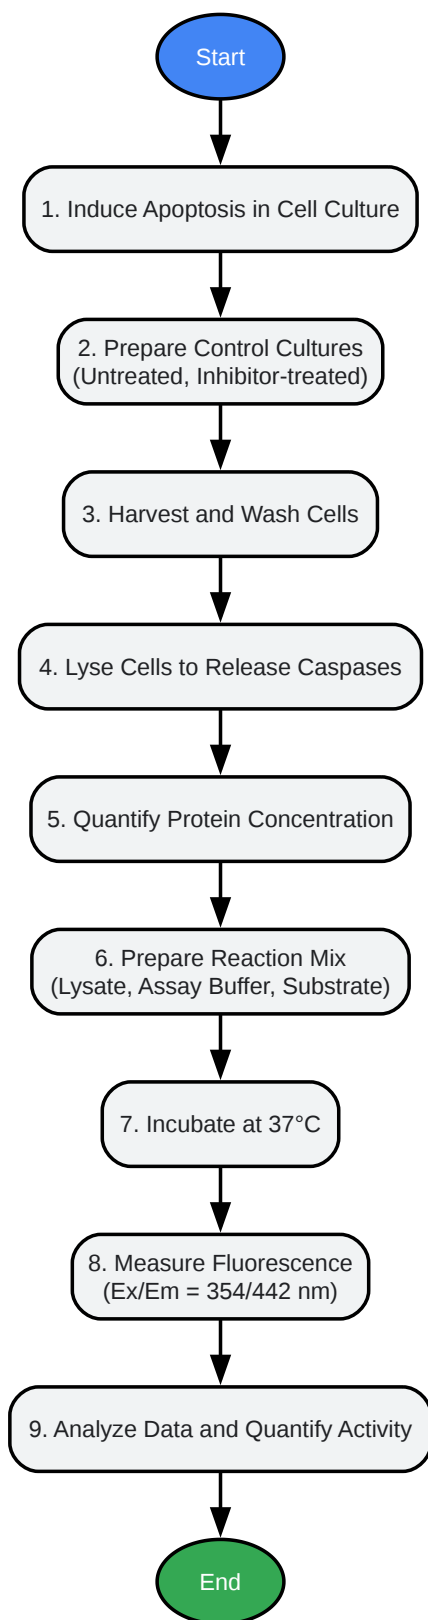 Start
1. Induce Apoptosis in Cell Culture
2. Prepare Control Cultures
(Untreated, Inhibitor-treated)
3. Harvest and Wash Cells
4. Lyse Cells to Release Caspases
5. Quantify Protein Concentration
6. Prepare Reaction Mix
(Lysate, Assay Buffer, Substrate)
7. Incubate at 37°C
8. Measure Fluorescence
(Ex/Em = 354/442 nm)
9. Analyze Data and Quantify Activity
End